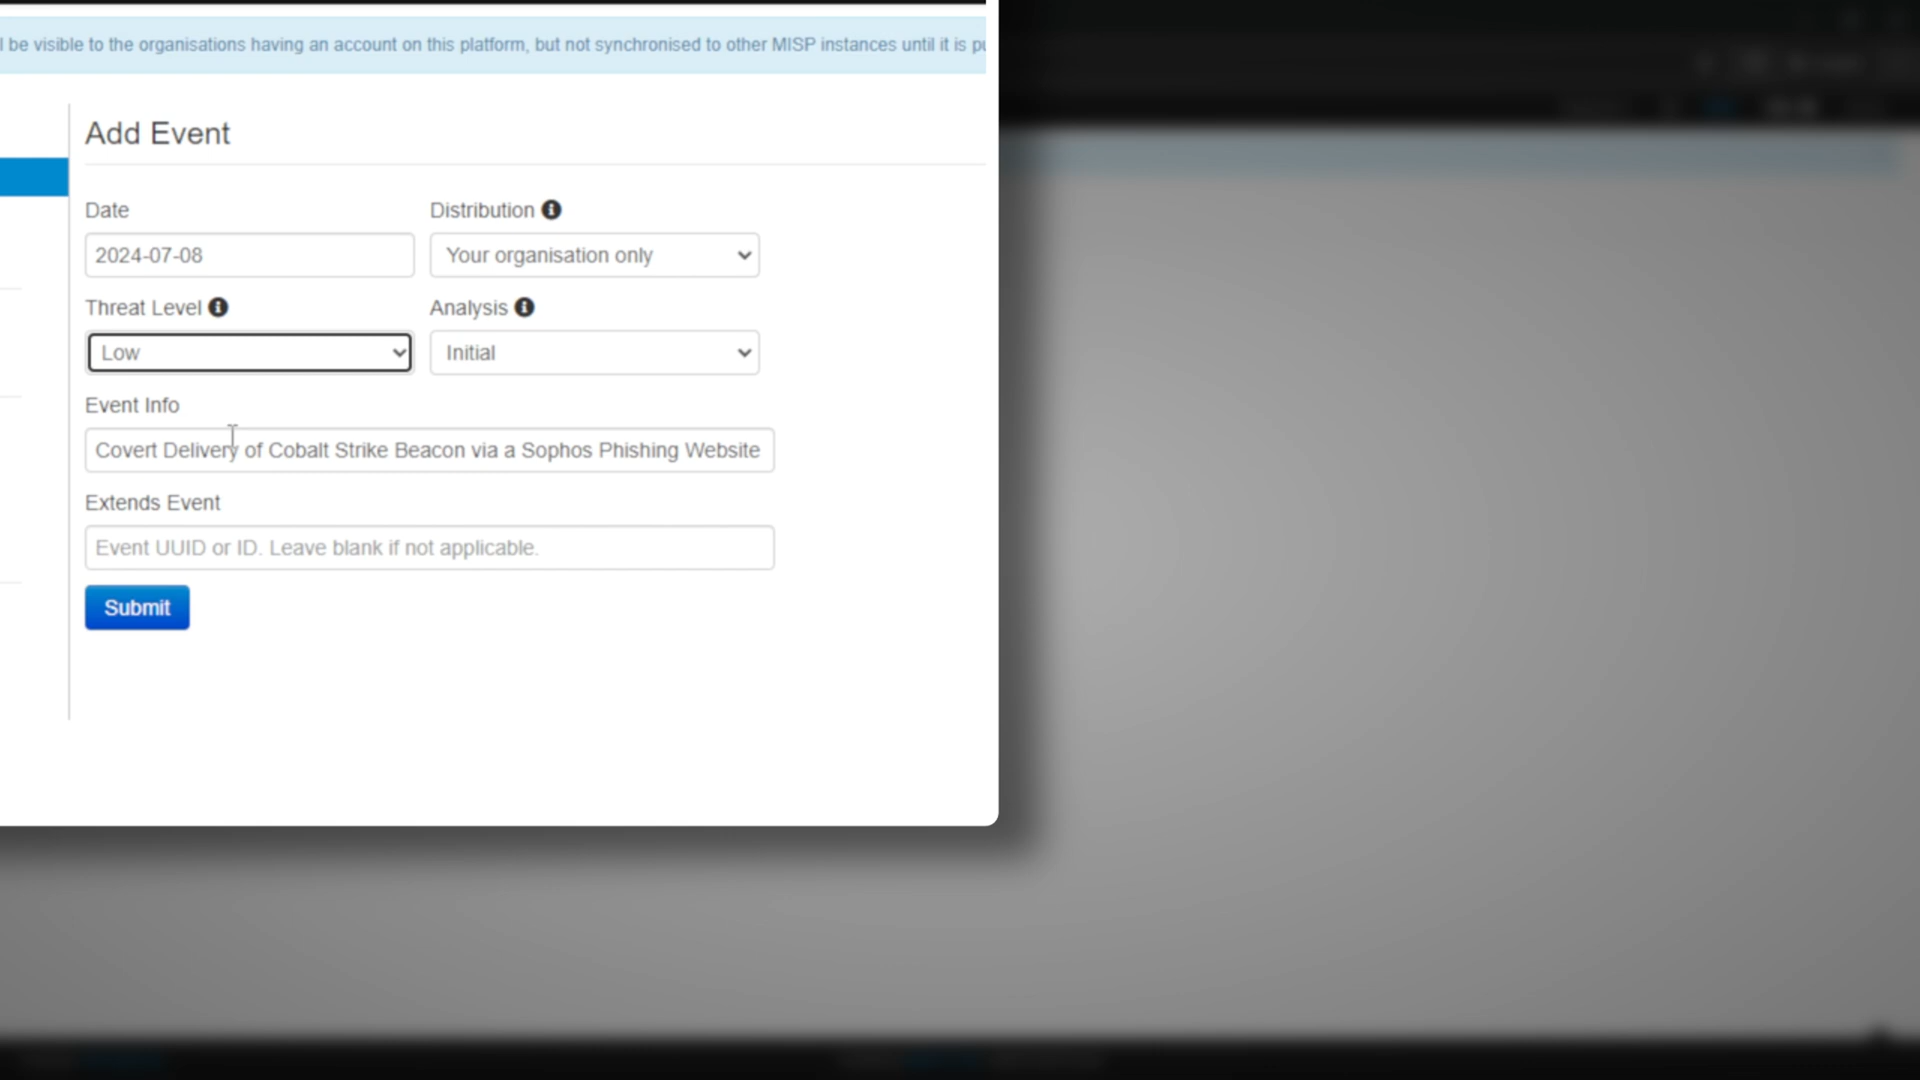 l be visible to the organisations having an account on this platform, but not synchronised to other MISP instances until it is pu
Add Event
Date
Distribution
2024-07-08
Your organisation only
Threat Level
Analysis
Low
Initial
Event Info
Covert Delivery of Cobalt Strike Beacon via a Sophos Phishing Website
Extends Event
Event UUID or ID. Leave blank if not applicable.
Submit